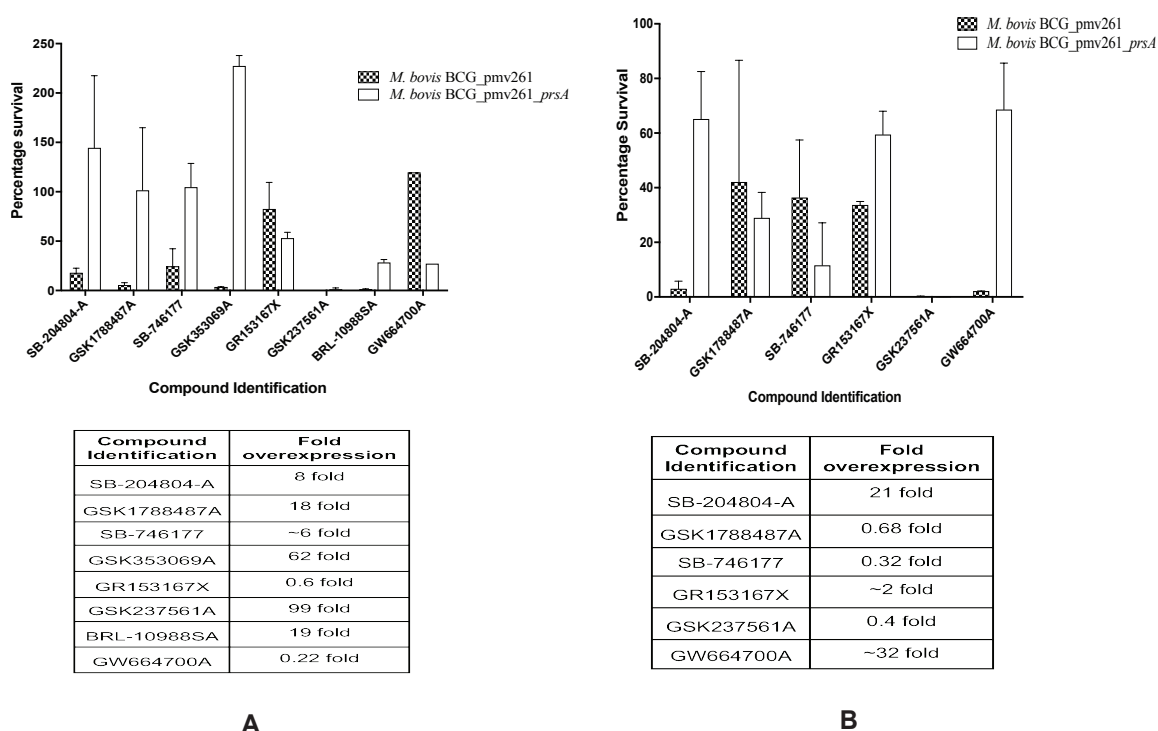 250
200
150
100
50
0
Percentage survival
M. bovis BCG_pmv261
M. bovis BCG_pmv261_prsA
SB-204804-A
GSK1788487A
SB-746177
GSK353069A
GR153167X
GSK237561A
BRL-10988SA
GW664700A
Compound Identification
Compound Identification
Fold overexpression
SB-204804-A 8 fold
GSK1788487A 18 fold
SB-746177 ~6 fold
GSK353069A 62 fold
GR153167X 0.6 fold
GSK237561A 99 fold
BRL-10988SA 19 fold
GW664700A 0.22 fold
A
B
100
80
60
40
20
0
Percentage Survival
M. bovis BCG_pmv261
M. bovis BCG_pmv261_prsA
SB-204804-A
GSK1788487A
SB-746177
GR153167X
GSK237561A
GW664700A
Compound Identification
Compound Identification
Fold overexpression
SB-204804-A 21 fold
GSK1788487A 0.68 fold
SB-746177 0.32 fold
GR153167X ~2 fold
GSK237561A 0.4 fold
GW664700A ~32 fold
B